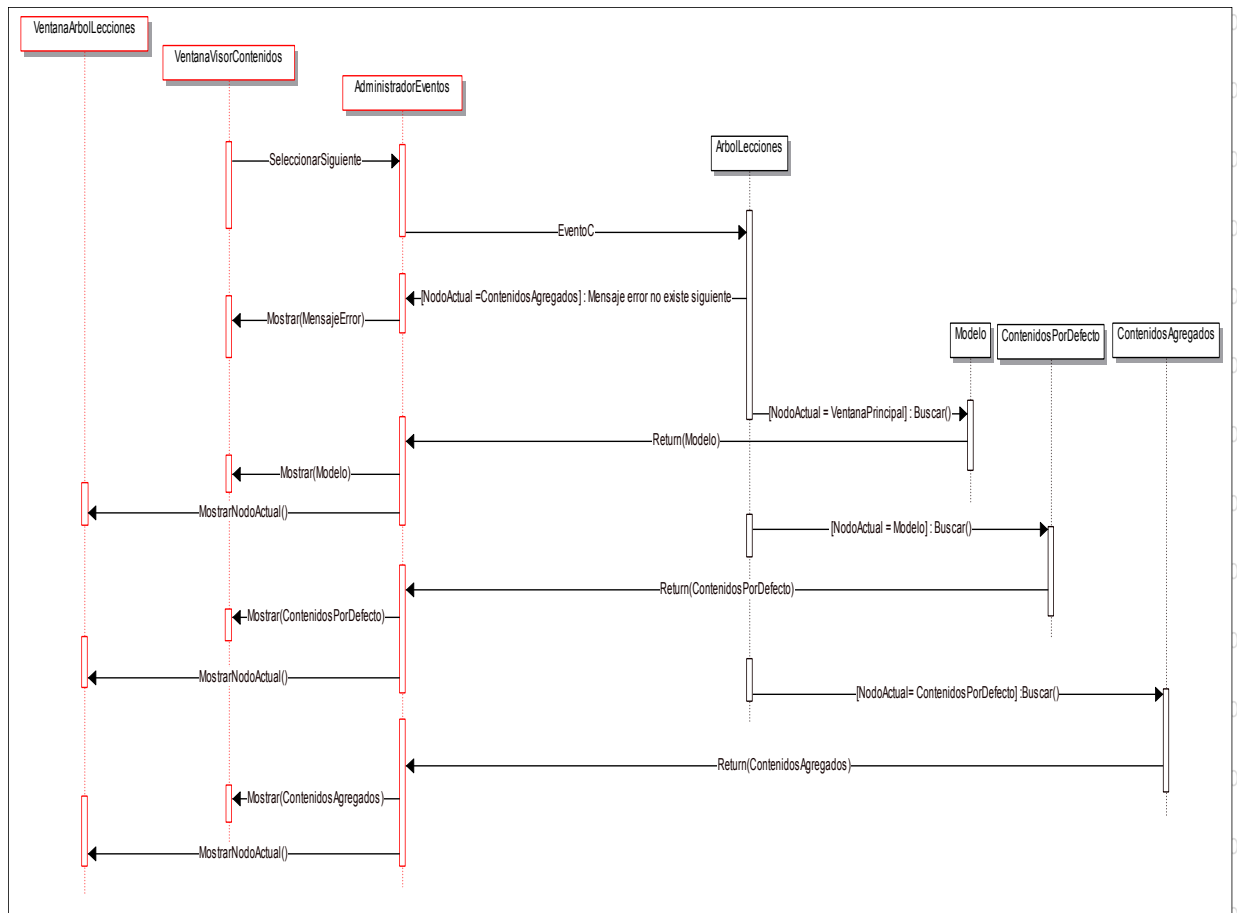 VentanaArbolLecciones
VentanaVisorContenidos
AdministradorEventos
ArbolLecciones
SeleccionarSiguiente
EventoC
[NodoActual =ContenidosAgregados] : Mensaje error no existe siguiente
Mostrar(MensajeError)
Modelo
ContenidosPorDefecto
ContenidosAgregados
[NodoActual = VentanaPrincipal] : Buscar()
Return(Modelo)
Mostrar(Modelo)
MostrarNodoActual()
[NodoActual = Modelo] : Buscar()
Return(ContenidosPorDefecto)
Mostrar(ContenidosPorDefecto)
MostrarNodoActual()
[NodoActual= ContenidosPorDefecto] :Buscar()
Return(ContenidosAgregados)
Mostrar(ContenidosAgregados)
MostrarNodoActual()